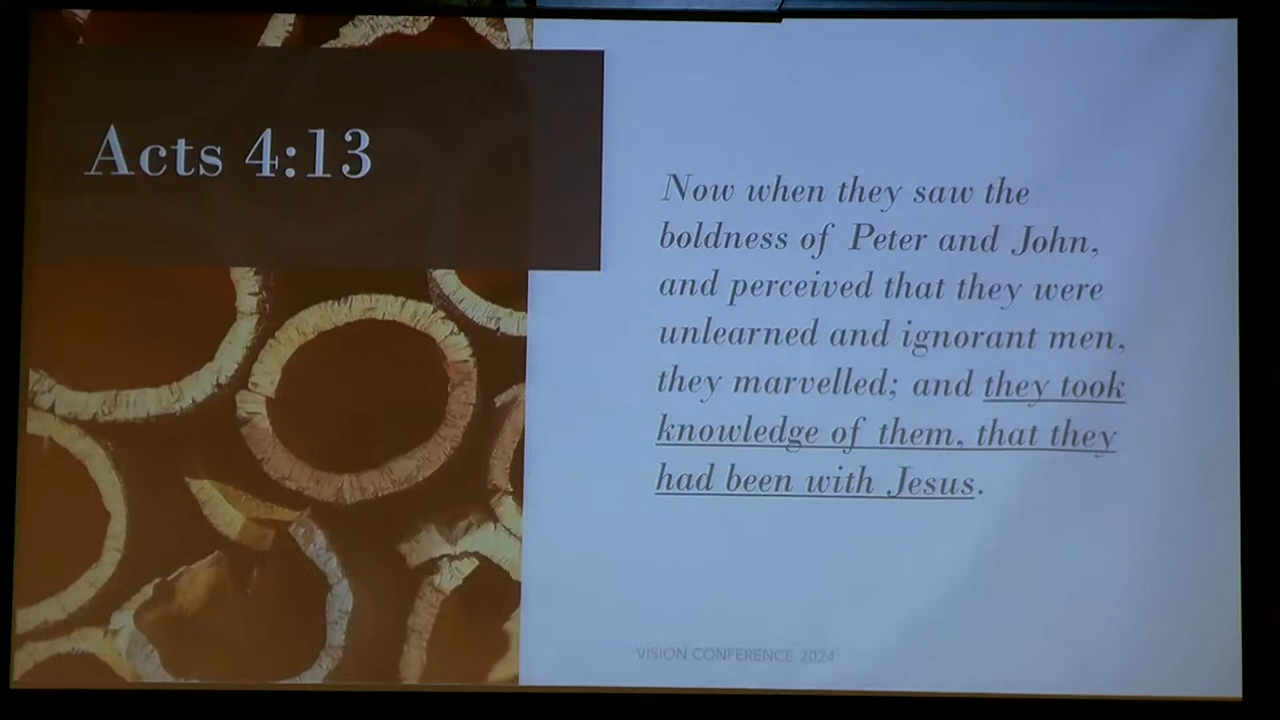 Acts 4:13
Now when they saw the
boldness of Peter and John,
and perceived that they were
unlearned and ignorant men,
they marvelled; and they took
knowledge of them, that they
had been with Jesus.
VISION CONFERENCE 2024